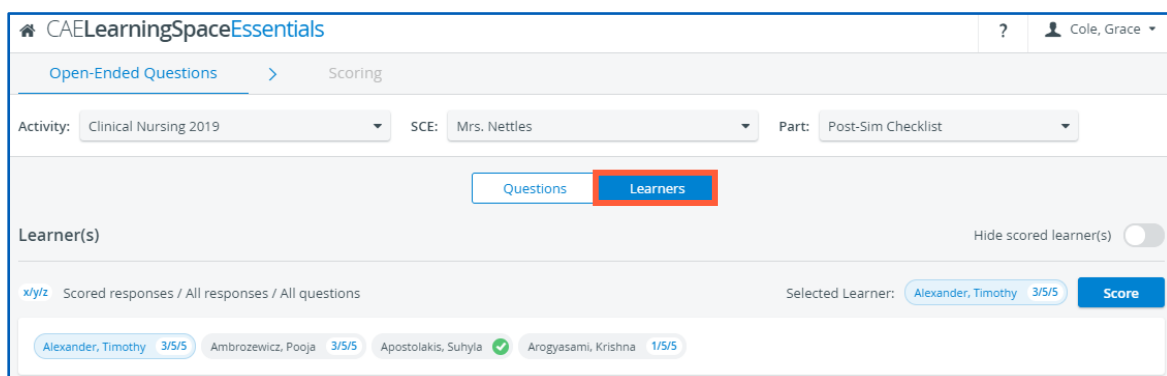 CAELearningSpaceEssentials ? Cole, Grace
Open-Ended Questions > Scoring
Activity: Clinical Nursing 2019 SCE: Mrs. Nettles Part: Post-Sim Checklist
Questions Learners
Learner(s) Hide scored learner(s)
x/y/z Scored responses / All responses / All questions Selected Learner: Alexander, Timothy 3/5/5 Score
Alexander, Timothy 3/5/5 Ambrozewicz, Pooja 3/5/5 Apostolakis, Suhyla Arogyasami, Krishna 1/5/5